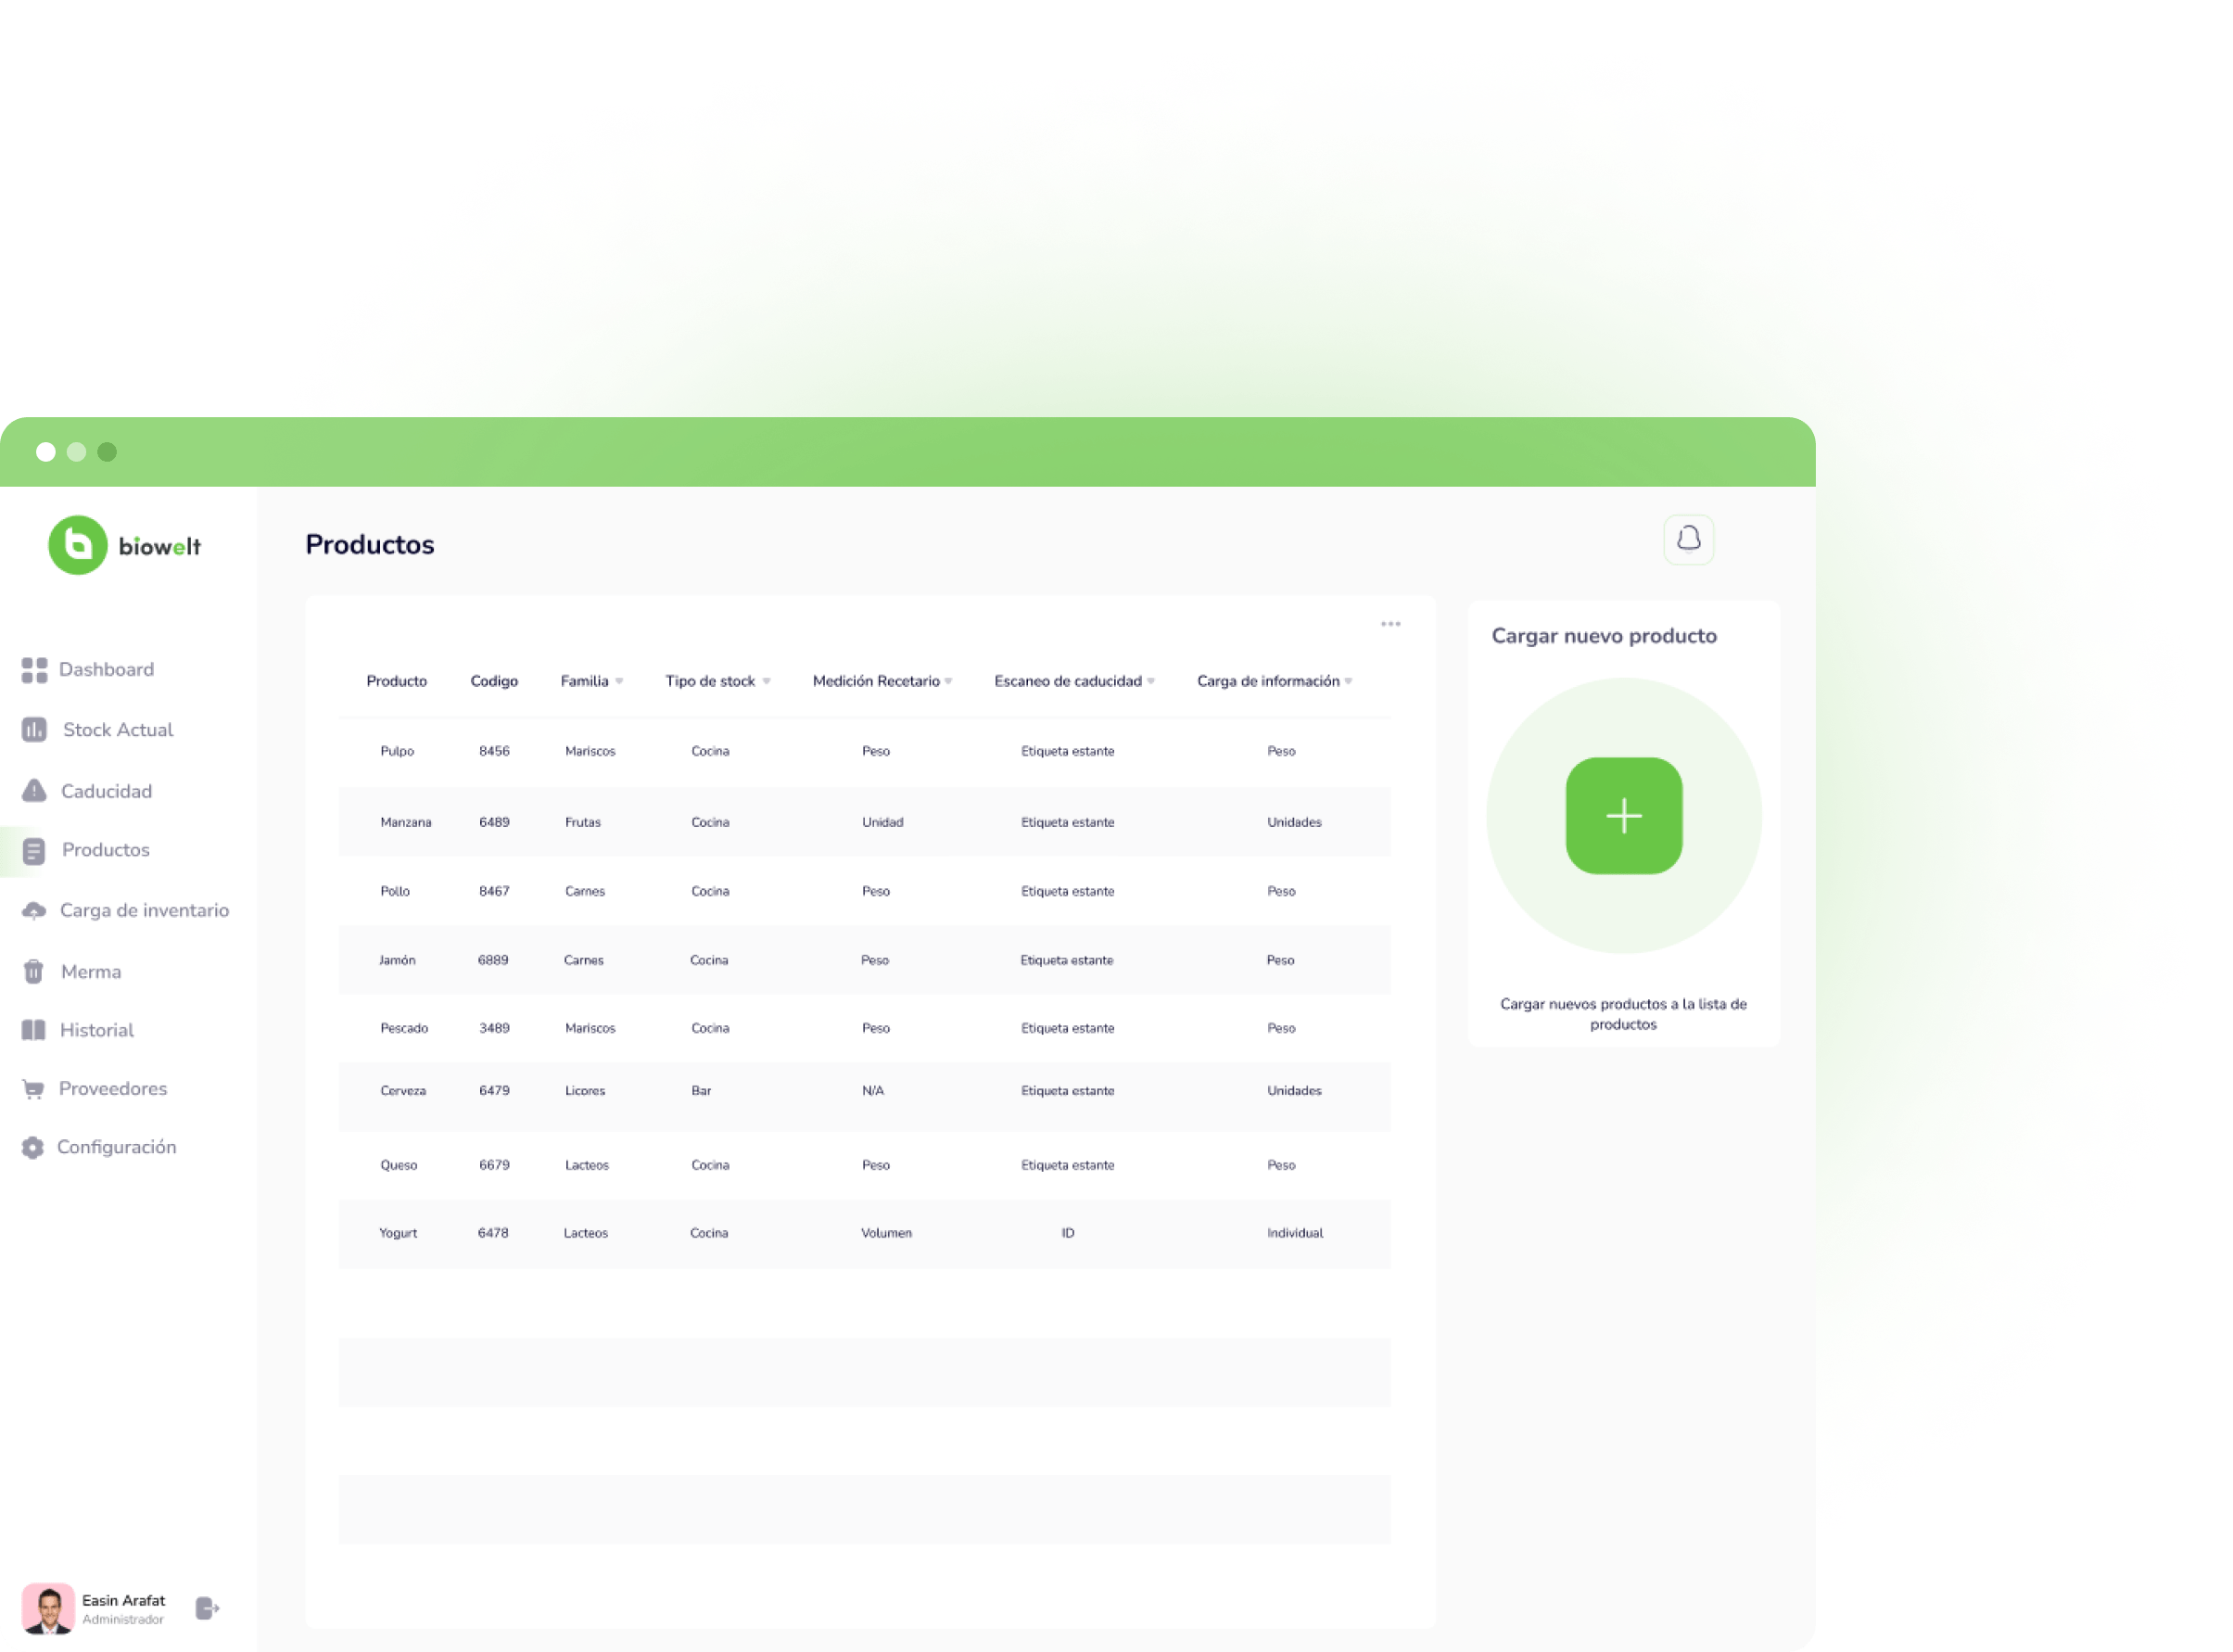 biowelt
Productos
Dashboard
Stock Actual
Caducidad
Productos
Carga de inventario
Merma
Historial
Proveedores
Configuración
Easin Arafat
Administrador
Producto Codigo Familia Tipo de stock Medición Recetario Escaneo de caducidad Carga de información
Pulpo 8456 Mariscos Cocina Peso Etiqueta estante Peso
Manzana 6489 Frutas Cocina Unidad Etiqueta estante Unidades
Pollo 8467 Carnes Cocina Peso Etiqueta estante Peso
Jamón 6889 Carnes Cocina Peso Etiqueta estante Peso
Pescado 3489 Mariscos Cocina Peso Etiqueta estante Peso
Cerveza 6479 Licores Bar N/A Etiqueta estante Unidades
Queso 6679 Lacteos Cocina Peso Etiqueta estante Peso
Yogurt 6478 Lacteos Cocina Volumen ID Individual
Cargar nuevo producto
Cargar nuevos productos a la lista de
productos